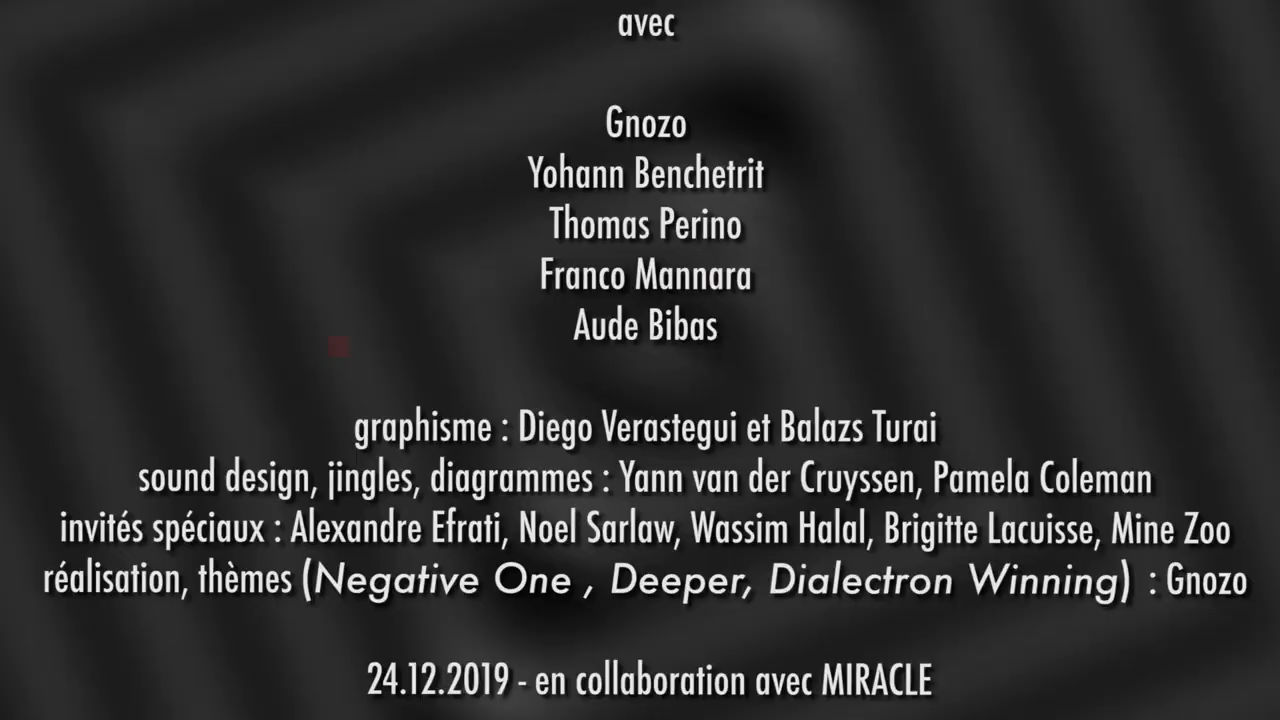 avec
Gnozo
Yohann Benchetrit
Thomas Perino
Franco Mannara
Aude Bibas
graphisme : Diego Verastegui et Balazs Turai
sound design, jingles, diagrammes : Yann van der Cruyssen, Pamela Coleman
invités spéciaux : Alexandre Efrati, Noel Sarlaw, Wassim Halal, Brigitte Lacuisse, Mine Zoo
réalisation, thèmes (Negative One , Deeper, Dialectron Winning) : Gnozo
24.12.2019 - en collaboration avec MIRACLE